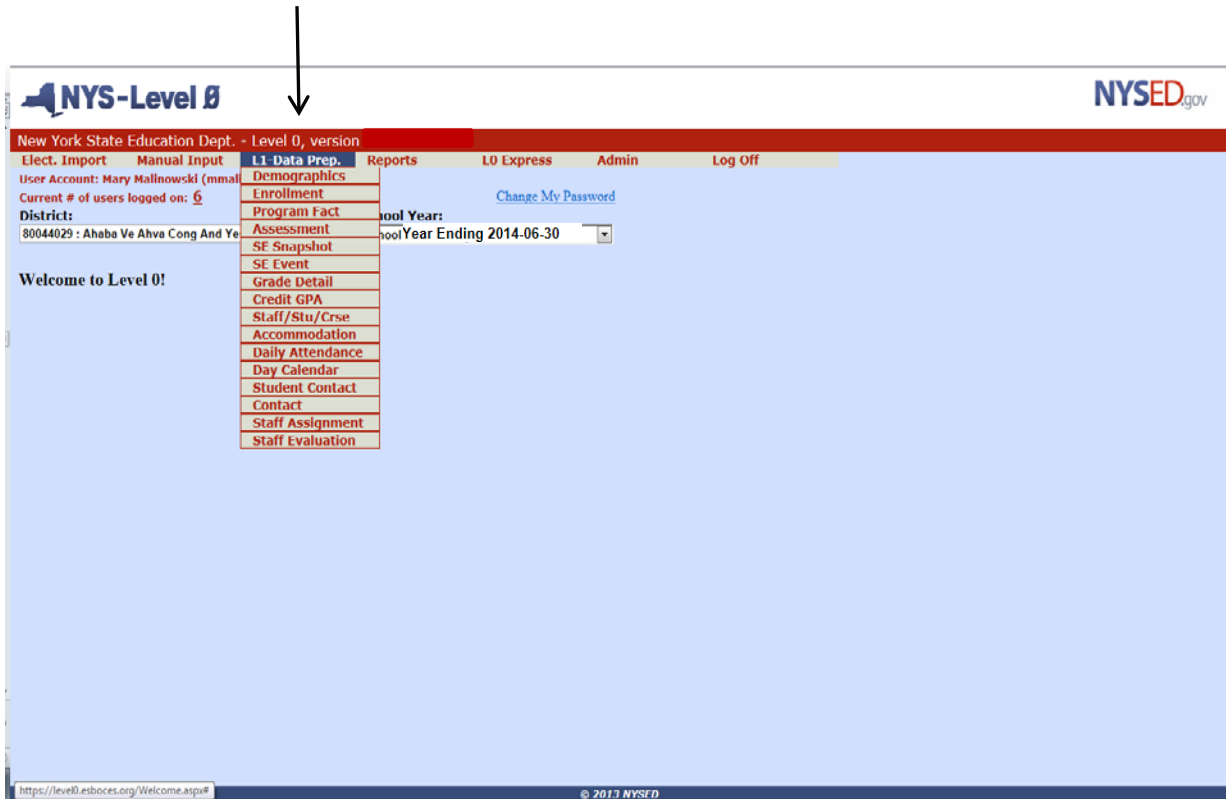 NYS-Level 0
NYSED.gov
New York State Education Dept. - Level 0, version
Elect. Import Manual Input L1-Data Prep. Reports L0 Express Admin Log Off
User Account: Mary Malinowski
Current # of users logged on: 6
Change My Password
District:
School Year:
80044029 : Ahaba Ve Ahva Cong And
Year Ending 2014-06-30
Demographics
Enrollment
Program Fact
Assessment
SE Snapshot
SE Event
Grade Detail
Credit GPA
Staff/Stu/Crse
Accommodation
Daily Attendance
Day Calendar
Student Contact
Contact
Staff Assignment
Staff Evaluation
Welcome to Level 0!
https://level0.esboces.org/Welcome.aspx#
© 2013 NYSED